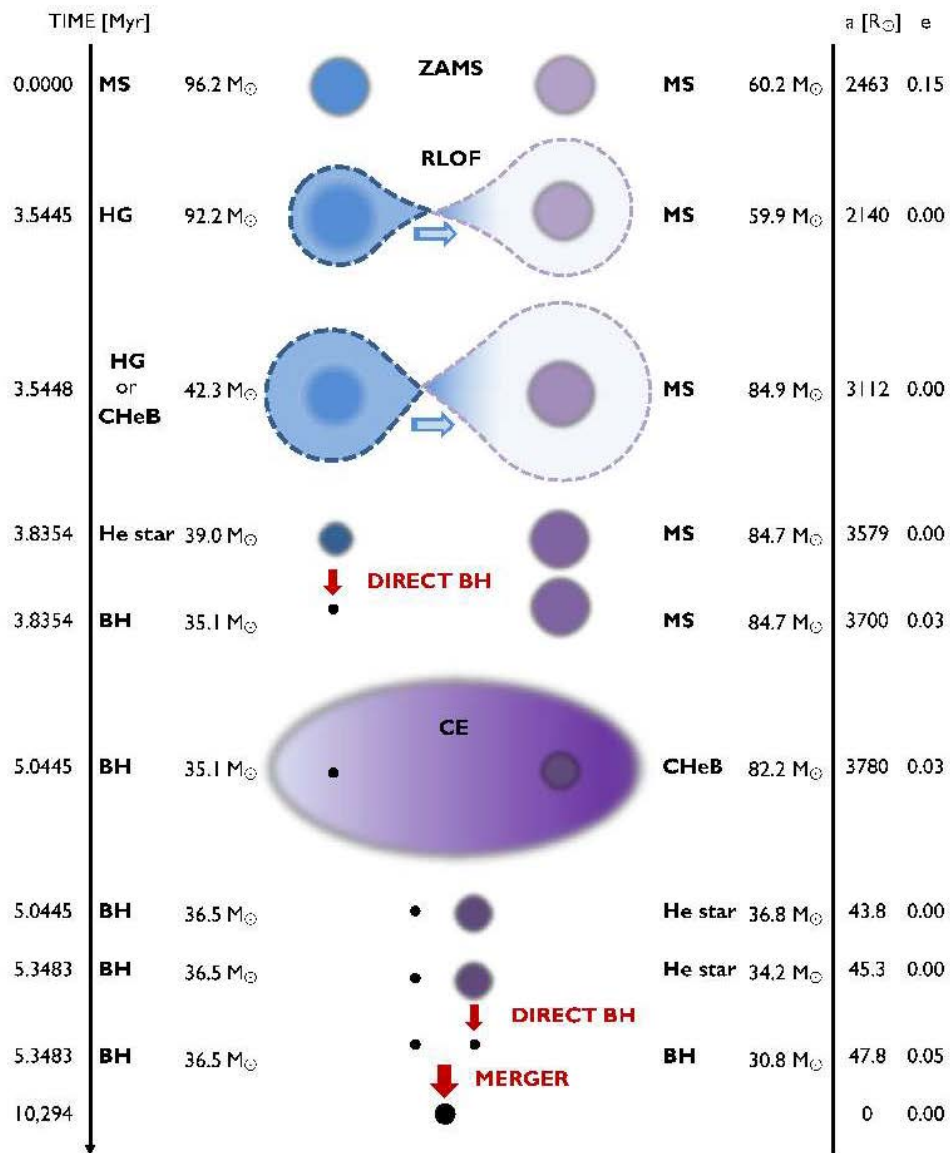 TIME [Myr] a [R☉] e
ZAMS
0.0000 MS 96.2 M☉ MS 60.2 M☉ 2463 0.15
RLOF
3.5445 HG 92.2 M☉ MS 59.9 M☉ 2140 0.00
HG
3.5448 or 42.3 M☉ MS 84.9 M☉ 3112 0.00
CHeB
3.8354 He star 39.0 M☉ MS 84.7 M☉ 3579 0.00
DIRECT BH
3.8354 BH 35.1 M☉ MS 84.7 M☉ 3700 0.03
CE
5.0445 BH 35.1 M☉ CHeB 82.2 M☉ 3780 0.03
5.0445 BH 36.5 M☉ He star 36.8 M☉ 43.8 0.00
5.3483 BH 36.5 M☉ He star 34.2 M☉ 45.3 0.00
DIRECT BH
5.3483 BH 36.5 M☉ BH 30.8 M☉ 47.8 0.05
MERGER
10,294 0 0.00